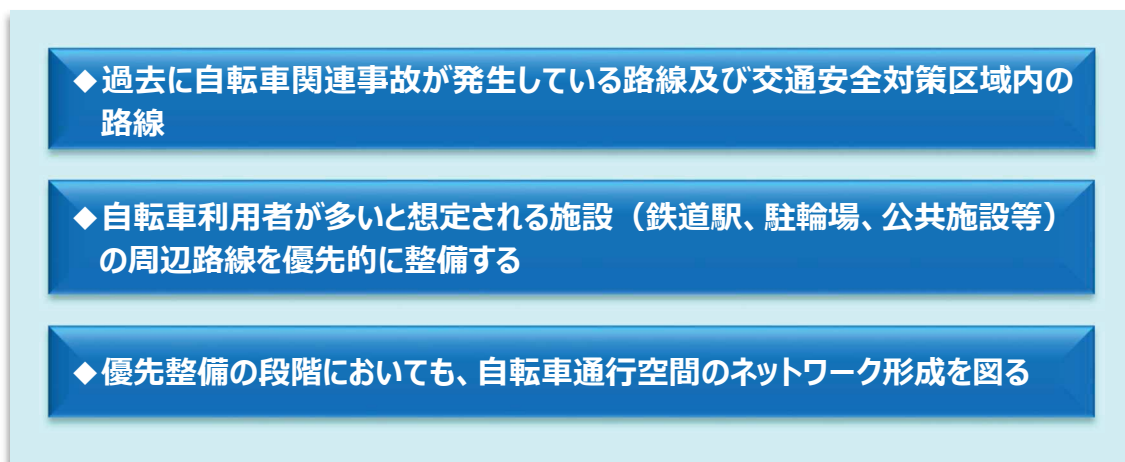 ◆過去に自転車関連事故が発生している路線及び交通安全対策区域内の
路線
◆自転車利用者が多いと想定される施設（鉄道駅、駐輪場、公共施設等）
の周辺路線を優先的に整備する
◆優先整備の段階においても、自転車通行空間のネットワーク形成を図る